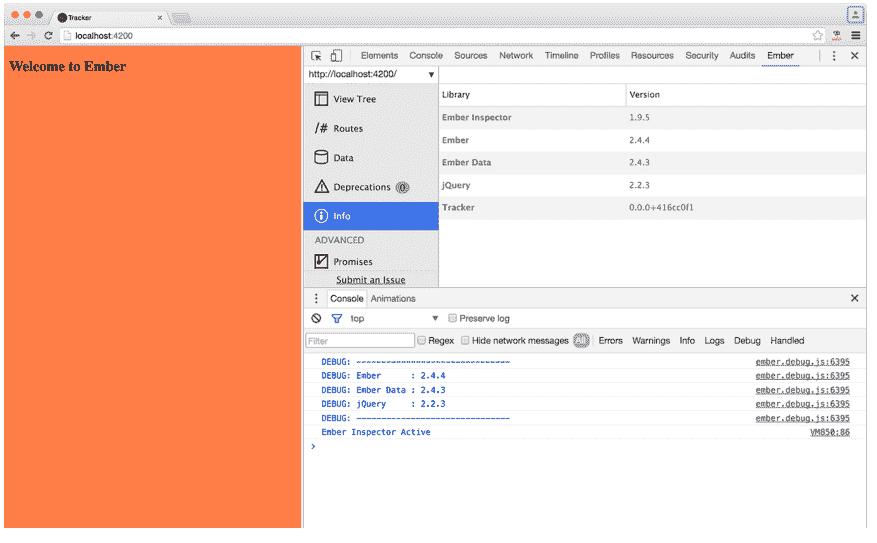 Tracker
localhost:4200
Welcome to Ember
Elements Console Sources Network Timeline Profiles Resources Security Audits Ember
http://localhost:4200/
View Tree
/# Routes
Data
Deprecations 0
Info
ADVANCED
Promises
Submit an Issue
Library Version
Ember Inspector 1.9.5
Ember 2.4.4
Ember Data 2.4.3
jQuery 2.2.3
Tracker 0.0.0+416cc0f1
Console Animations
top Preserve log
Filter Regex Hide network messages All Errors Warnings Info Logs Debug Handled
DEBUG: ------------------------------- ember.debug.js:6395
DEBUG: Ember : 2.4.4 ember.debug.js:6395
DEBUG: Ember Data : 2.4.3 ember.debug.js:6395
DEBUG: jQuery : 2.2.3 ember.debug.js:6395
DEBUG: ------------------------------- ember.debug.js:6395
Ember Inspector Active VM850:86
>